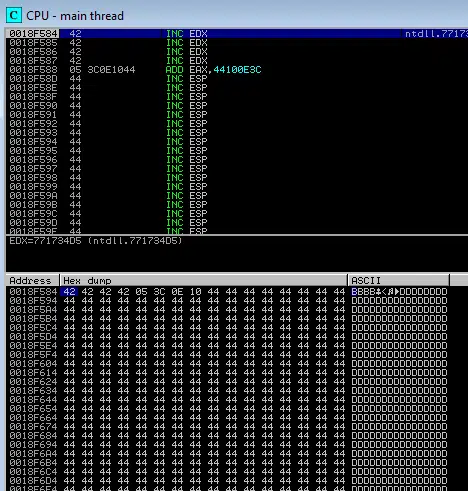 C CPU - main thread
0018F584 42 INC EDX ntdll.771734
0018F585 42 INC EDX
0018F586 42 INC EDX
0018F587 42 INC EDX
0018F588 05 3C0E1044 ADD EAX,44100E3C
0018F58D 44 INC ESP
0018F58E 44 INC ESP
0018F58F 44 INC ESP
0018F590 44 INC ESP
0018F591 44 INC ESP
0018F592 44 INC ESP
0018F593 44 INC ESP
0018F594 44 INC ESP
0018F595 44 INC ESP
0018F596 44 INC ESP
0018F597 44 INC ESP
0018F598 44 INC ESP
0018F599 44 INC ESP
0018F59A 44 INC ESP
0018F59B 44 INC ESP
0018F59C 44 INC ESP
0018F59D 44 INC ESP
0018F59E 44 INC ESP
0018F59F 44 INC ESP
EDX=771734D5 (ntdll.771734D5)
Address Hex dump ASCII
0018F584 42 42 42 42 05 3C 0E 10 44 44 44 44 44 44 44 44 BBBB♣<♫►DDDDDDDD
0018F594 44 44 44 44 44 44 44 44 44 44 44 44 44 44 44 44 DDDDDDDDDDDDDDDD
0018F5A4 44 44 44 44 44 44 44 44 44 44 44 44 44 44 44 44 DDDDDDDDDDDDDDDD
0018F5B4 44 44 44 44 44 44 44 44 44 44 44 44 44 44 44 44 DDDDDDDDDDDDDDDD
0018F5C4 44 44 44 44 44 44 44 44 44 44 44 44 44 44 44 44 DDDDDDDDDDDDDDDD
0018F5D4 44 44 44 44 44 44 44 44 44 44 44 44 44 44 44 44 DDDDDDDDDDDDDDDD
0018F5E4 44 44 44 44 44 44 44 44 44 44 44 44 44 44 44 44 DDDDDDDDDDDDDDDD
0018F5F4 44 44 44 44 44 44 44 44 44 44 44 44 44 44 44 44 DDDDDDDDDDDDDDDD
0018F604 44 44 44 44 44 44 44 44 44 44 44 44 44 44 44 44 DDDDDDDDDDDDDDDD
0018F614 44 44 44 44 44 44 44 44 44 44 44 44 44 44 44 44 DDDDDDDDDDDDDDDD
0018F624 44 44 44 44 44 44 44 44 44 44 44 44 44 44 44 44 DDDDDDDDDDDDDDDD
0018F634 44 44 44 44 44 44 44 44 44 44 44 44 44 44 44 44 DDDDDDDDDDDDDDDD
0018F644 44 44 44 44 44 44 44 44 44 44 44 44 44 44 44 44 DDDDDDDDDDDDDDDD
0018F654 44 44 44 44 44 44 44 44 44 44 44 44 44 44 44 44 DDDDDDDDDDDDDDDD
0018F664 44 44 44 44 44 44 44 44 44 44 44 44 44 44 44 44 DDDDDDDDDDDDDDDD
0018F674 44 44 44 44 44 44 44 44 44 44 44 44 44 44 44 44 DDDDDDDDDDDDDDDD
0018F684 44 44 44 44 44 44 44 44 44 44 44 44 44 44 44 44 DDDDDDDDDDDDDDDD
0018F694 44 44 44 44 44 44 44 44 44 44 44 44 44 44 44 44 DDDDDDDDDDDDDDDD
0018F6A4 44 44 44 44 44 44 44 44 44 44 44 44 44 44 44 44 DDDDDDDDDDDDDDDD
0018F6B4 44 44 44 44 44 44 44 44 44 44 44 44 44 44 44 44 DDDDDDDDDDDDDDDD
0018F6C4 44 44 44 44 44 44 44 44 44 44 44 44 44 44 44 44 DDDDDDDDDDDDDDDD
0018F6D4 44 44 44 44 44 44 44 44 44 44 44 44 44 44 44 44 DDDDDDDDDDDDDDDD